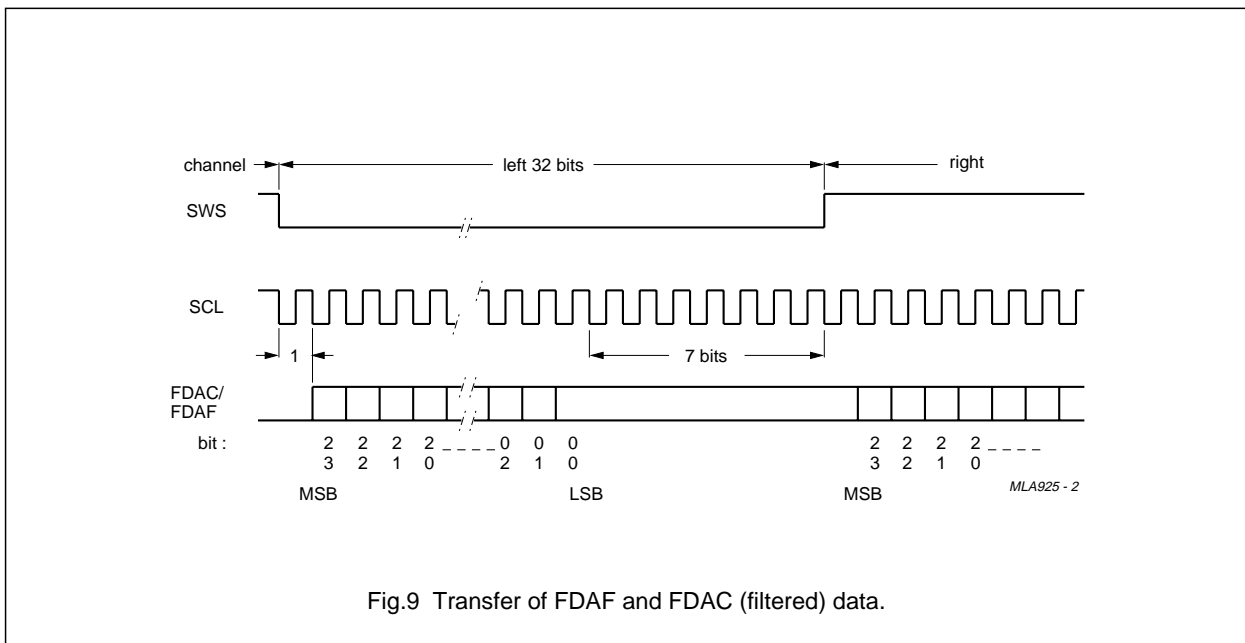 channel left 32 bits right
SWS
SCL
1 7 bits
FDAC/
FDAF
bit : 2 2 2 2 _ _ _ _ 0 0 0 2 2 2 2 _ _ _ _
3 2 1 0 2 1 0 3 2 1 0
MSB LSB MSB MLA925 - 2
Fig.9 Transfer of FDAF and FDAC (filtered) data.